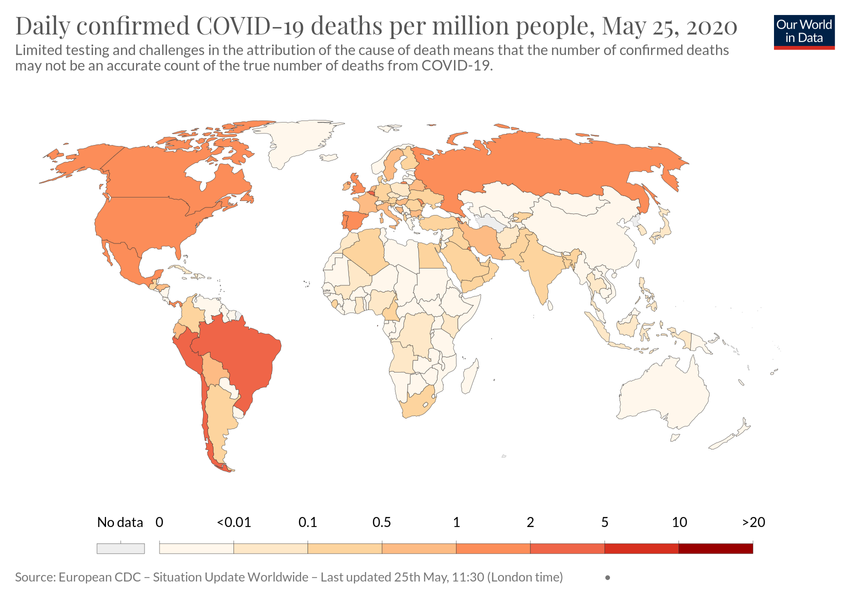 Daily confirmed COVID-19 deaths per million people, May 25, 2020
Our World
in Data
Limited testing and challenges in the attribution of the cause of death means that the number of confirmed deaths
may not be an accurate count of the true number of deaths from COVID-19.
No data 0 <0.01 0.1 0.5 1 2 5 10 >20
Source: European CDC – Situation Update Worldwide – Last updated 25th May, 11:30 (London time) •